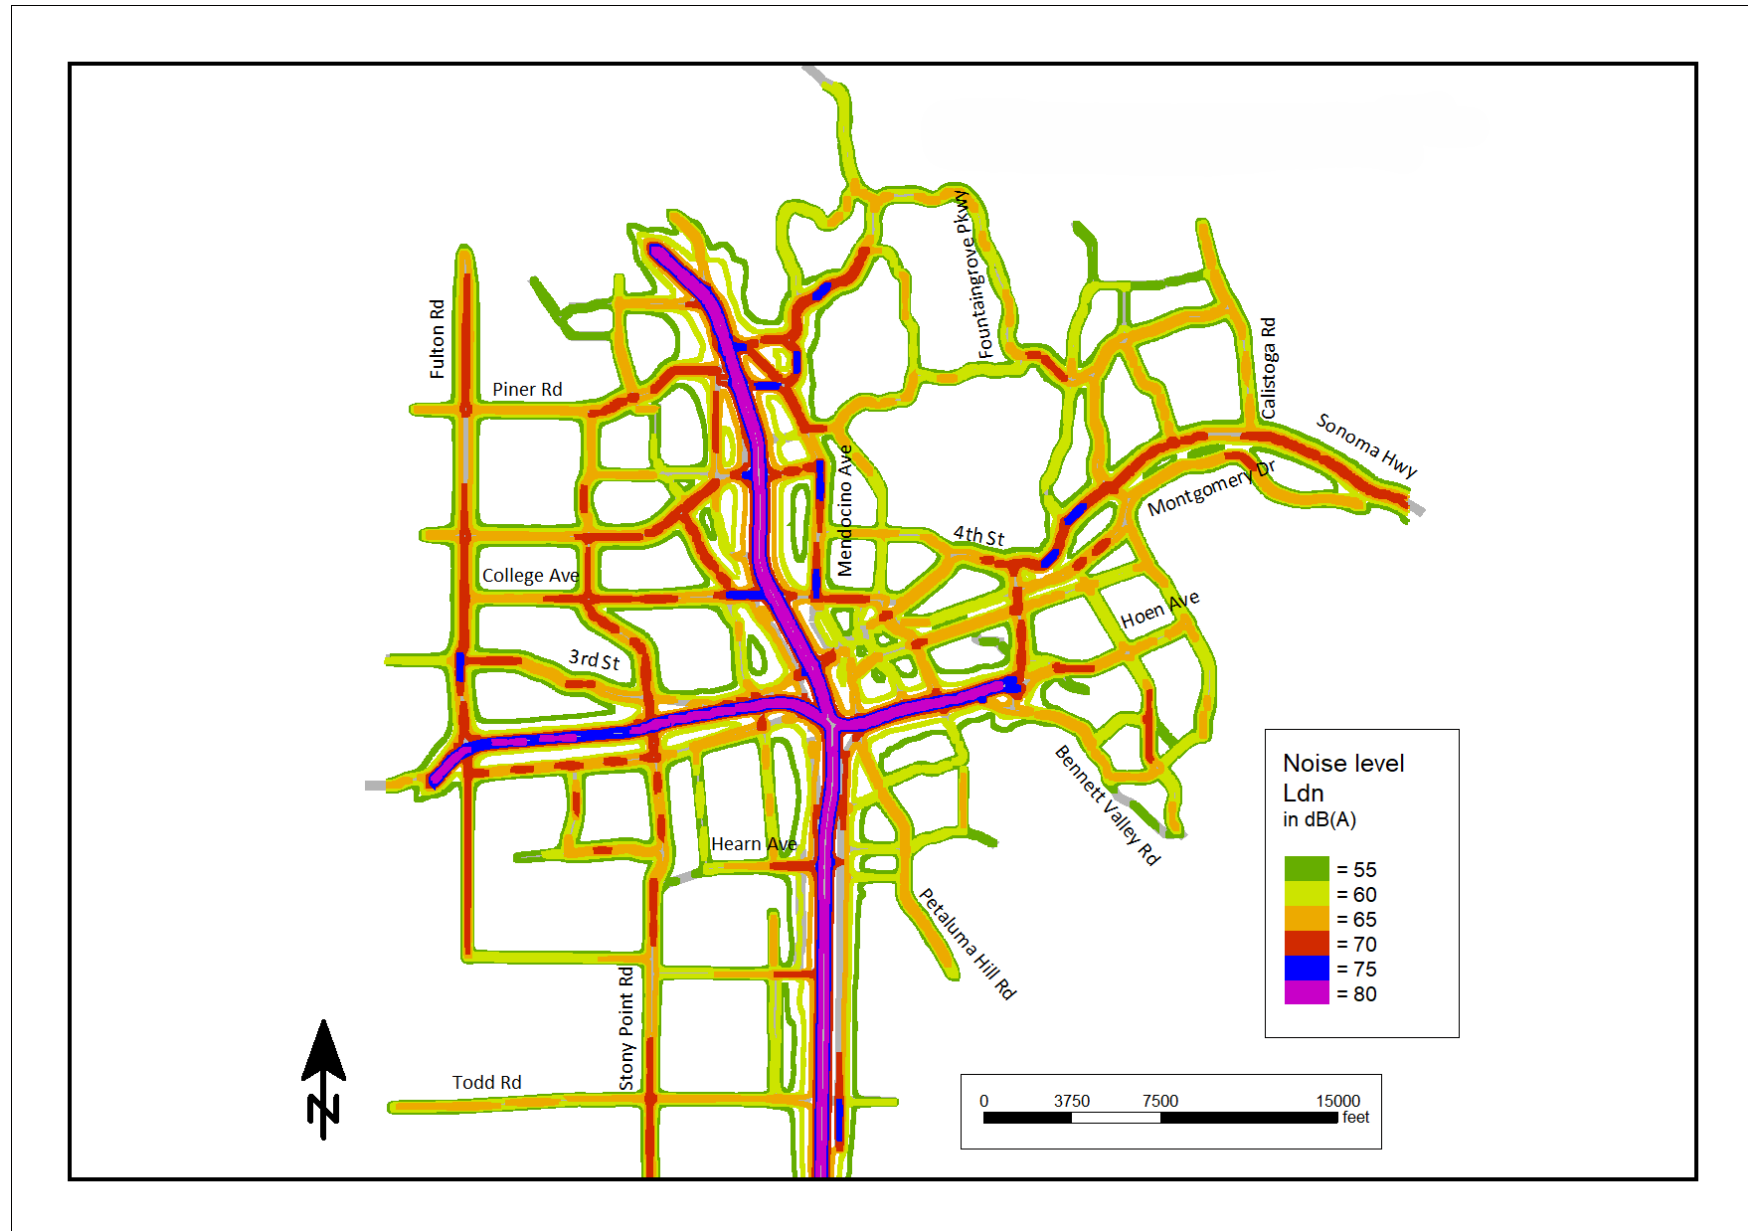 Fulton Rd
Piner Rd
Fountaingrove Pkwy
Calistoga Rd
Sonoma Hwy
Montgomery Dr
Mendocino Ave
4th St
College Ave
Hoen Ave
3rd St
Bennett Valley Rd
Hearn Ave
Petaluma Hill Rd
Stony Point Rd
Todd Rd
Noise level
Ldn
in dB(A)
= 55
= 60
= 65
= 70
= 75
= 80
N
0 3750 7500 15000
feet